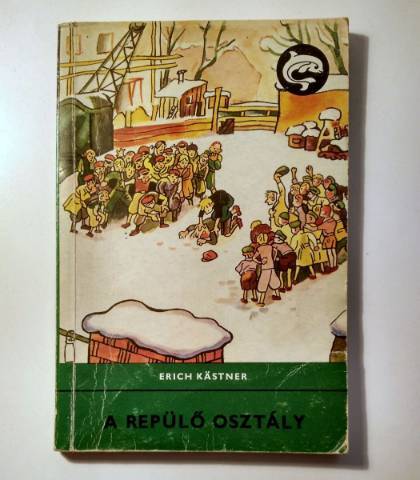 ERICH KÄSTNER
A REPÜLŐ OSZTÁLY